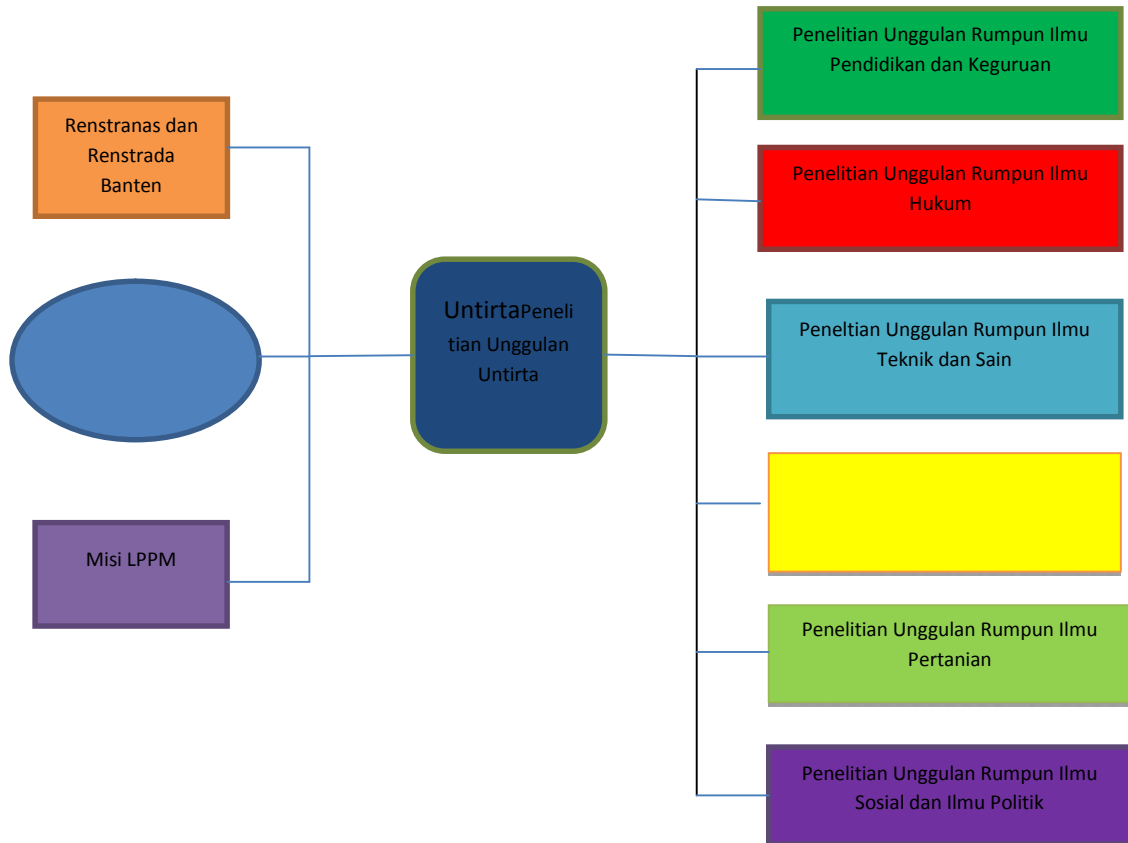 Renstranas dan
Renstrada
Banten
Misi LPPM
UntirtaPeneli
tian Unggulan
Untirta
Penelitian Unggulan Rumpun Ilmu
Pendidikan dan Keguruan
Penelitian Unggulan Rumpun Ilmu
Hukum
Peneltian Unggulan Rumpun Ilmu
Teknik dan Sain
Penelitian Unggulan Rumpun Ilmu
Pertanian
Penelitian Unggulan Rumpun Ilmu
Sosial dan Ilmu Politik